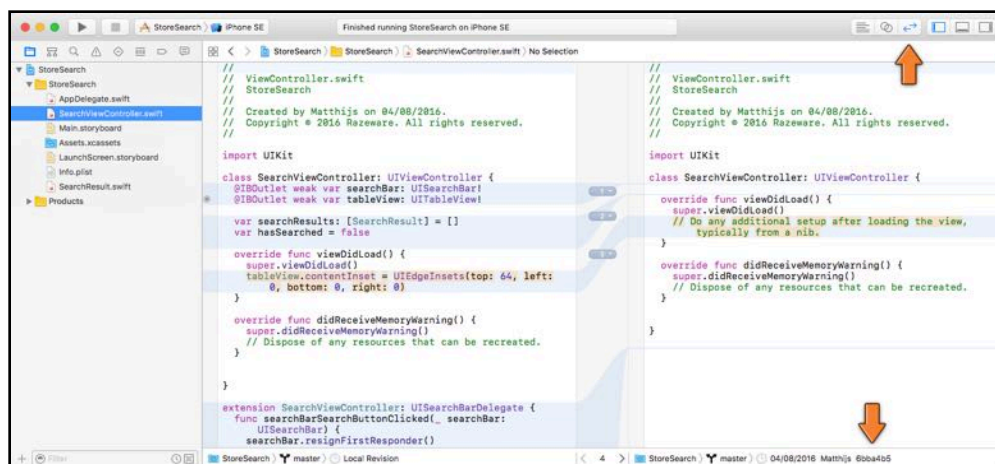 StoreSearch iPhone SE
Finished running StoreSearch on iPhone SE
StoreSearch StoreSearch SearchViewController.swift No Selection
StoreSearch
StoreSearch
AppDelegate.swift
SearchViewController.swift
Main.storyboard
Assets.xcassets
LaunchScreen.storyboard
Info.plist
SearchResult.swift
Products
//
// ViewController.swift
// StoreSearch
//
// Created by Matthijs on 04/08/2016.
// Copyright © 2016 Razeware. All rights reserved.
//
import UIKit
class SearchViewController: UIViewController {
@IBOutlet weak var searchBar: UISearchBar!
@IBOutlet weak var tableView: UITableView!
var searchResults: [SearchResult] = []
var hasSearched = false
override func viewDidLoad() {
super.viewDidLoad()
tableView.contentInset = UIEdgeInsets(top: 64, left:
0, bottom: 0, right: 0)
}
override func didReceiveMemoryWarning() {
super.didReceiveMemoryWarning()
// Dispose of any resources that can be recreated.
}
}
extension SearchViewController: UISearchBarDelegate {
func searchBarSearchButtonClicked(_ searchBar:
UISearchBar) {
searchBar.resignFirstResponder()
1
2
3
//
// ViewController.swift
// StoreSearch
//
// Created by Matthijs on 04/08/2016.
// Copyright © 2016 Razeware. All rights reserved.
//
import UIKit
class SearchViewController: UIViewController {
override func viewDidLoad() {
super.viewDidLoad()
// Do any additional setup after loading the view,
typically from a nib.
}
override func didReceiveMemoryWarning() {
super.didReceiveMemoryWarning()
// Dispose of any resources that can be recreated.
}
}
Filter
StoreSearch master Local Revision
4
StoreSearch master 04/08/2016 Matthijs 6bba4b5